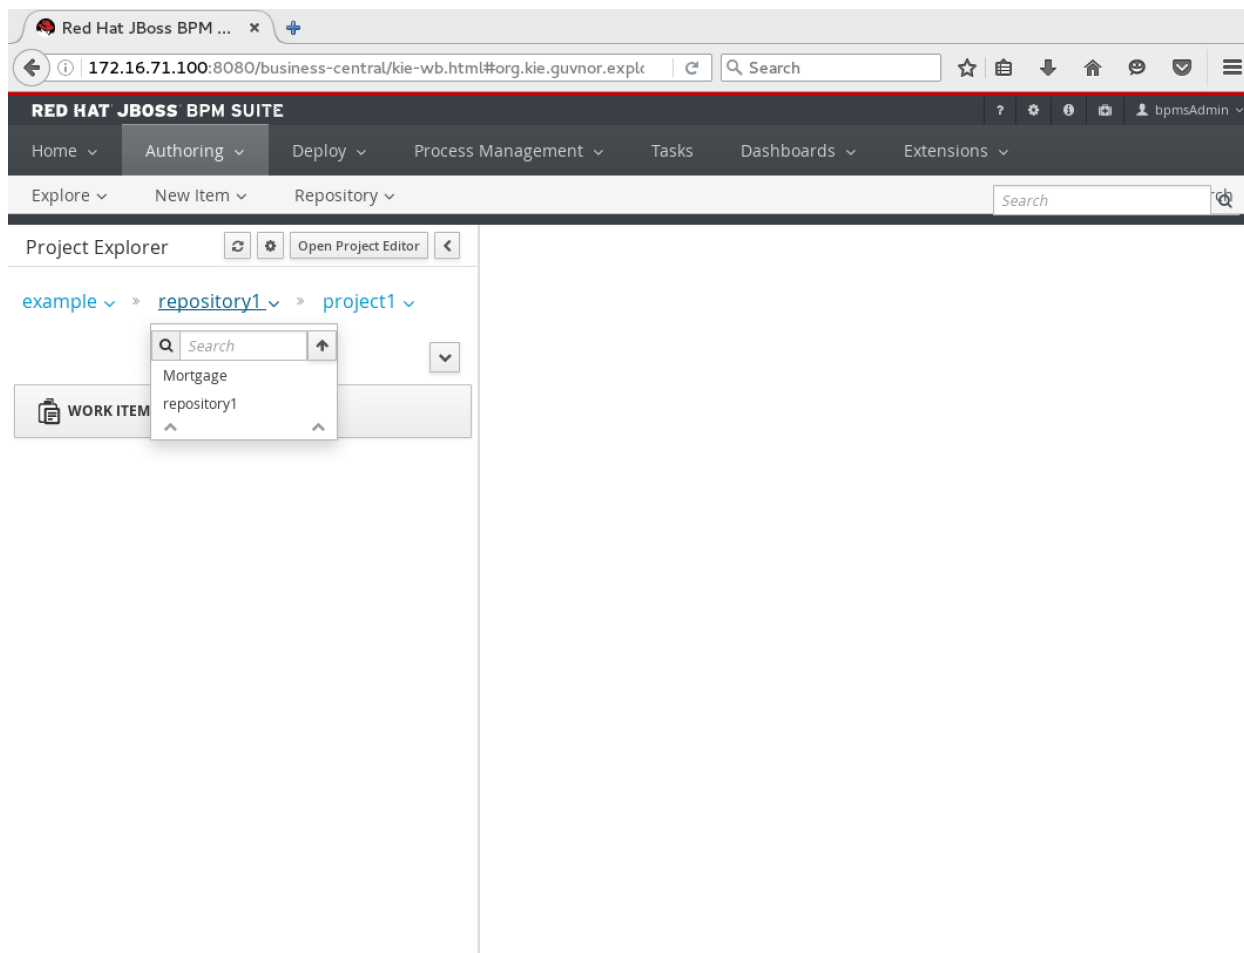 Red Hat JBoss BPM ...
172.16.71.100:8080/business-central/kie-wb.html#org.kie.guvnor.explc
Search
RED HAT JBOSS BPM SUITE
? bpmsAdmin
Home Authoring Deploy Process Management Tasks Dashboards Extensions
Explore New Item Repository Search
Project Explorer Open Project Editor
example » repository1 » project1
Search
Mortgage
WORK ITEM repository1